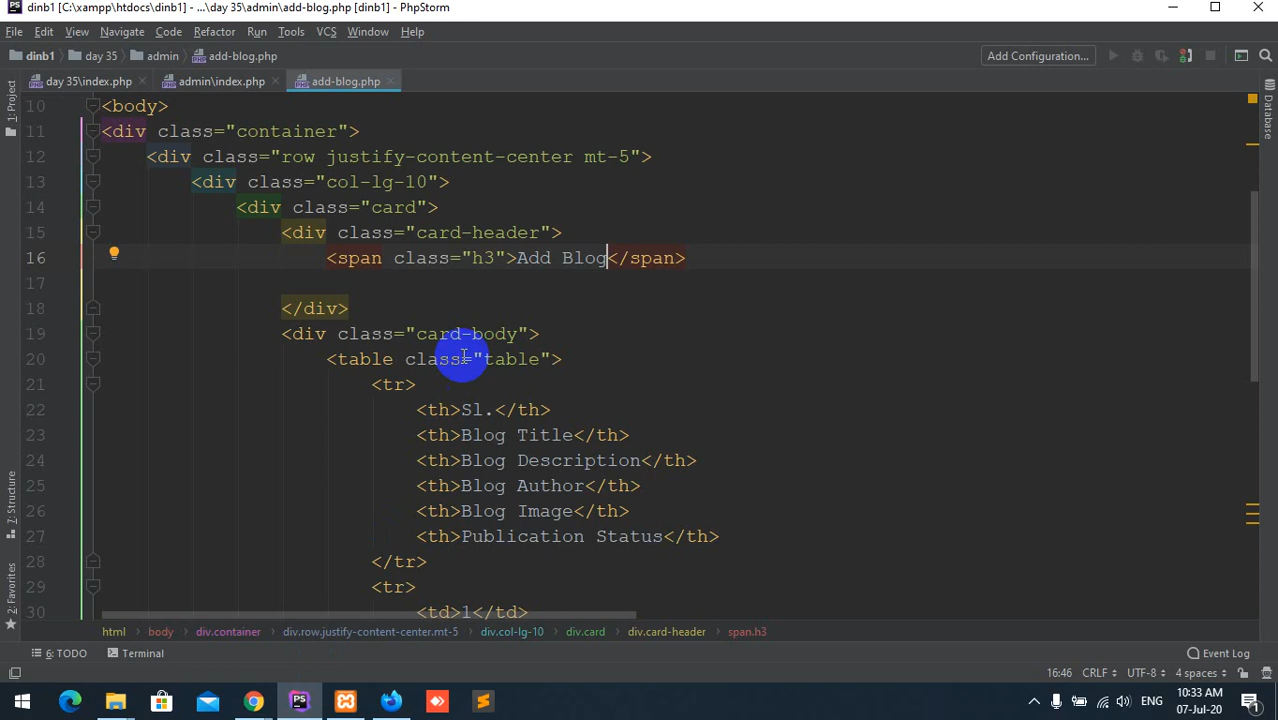 dinb1 [C:\xampp\htdocs\dinb1] - ...\day 35\admin\add-blog.php [dinb1] - PhpStorm
File Edit View Navigate Code Refactor Run Tools VCS Window Help
dinb1 day 35 admin add-blog.php Add Configuration...
day 35\index.php admin\index.php add-blog.php
1: Project
Database
10 <body>
11 <div class="container">
12 <div class="row justify-content-center mt-5">
13 <div class="col-lg-10">
14 <div class="card">
15 <div class="card-header">
16 <span class="h3">Add Blog</span>
17
18 </div>
19 <div class="card-body">
20 <table class="table">
21 <tr>
22 <th>Sl.</th>
23 <th>Blog Title</th>
24 <th>Blog Description</th>
25 <th>Blog Author</th>
26 <th>Blog Image</th>
27 <th>Publication Status</th>
28 </tr>
29 <tr>
30 <td>1</td>
7: Structure
2: Favorites
html body div.container div.row.justify-content-center.mt-5 div.col-lg-10 div.card div.card-header span.h3
6: TODO Terminal Event Log
16:46 CRLF UTF-8 4 spaces
ENG 10:33 AM
07-Jul-20